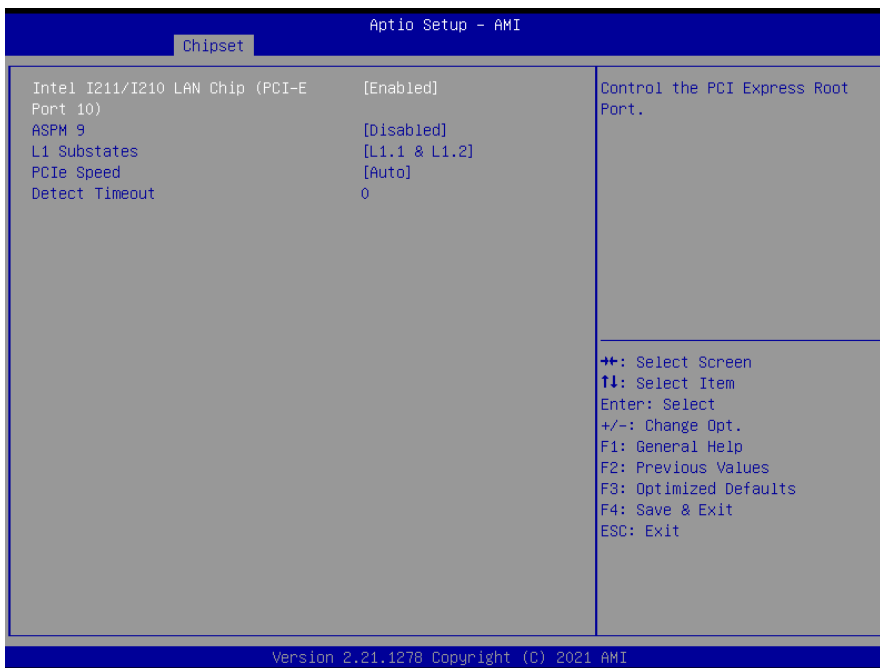 Aptio Setup – AMI
Chipset
Intel I211/I210 LAN Chip (PCI-E [Enabled]
Port 10)
ASPM 9 [Disabled]
L1 Substates [L1.1 & L1.2]
PCIe Speed [Auto]
Detect Timeout 0
Control the PCI Express Root
Port.
→←: Select Screen
↑↓: Select Item
Enter: Select
+/-: Change Opt.
F1: General Help
F2: Previous Values
F3: Optimized Defaults
F4: Save & Exit
ESC: Exit
Version 2.21.1278 Copyright (C) 2021 AMI